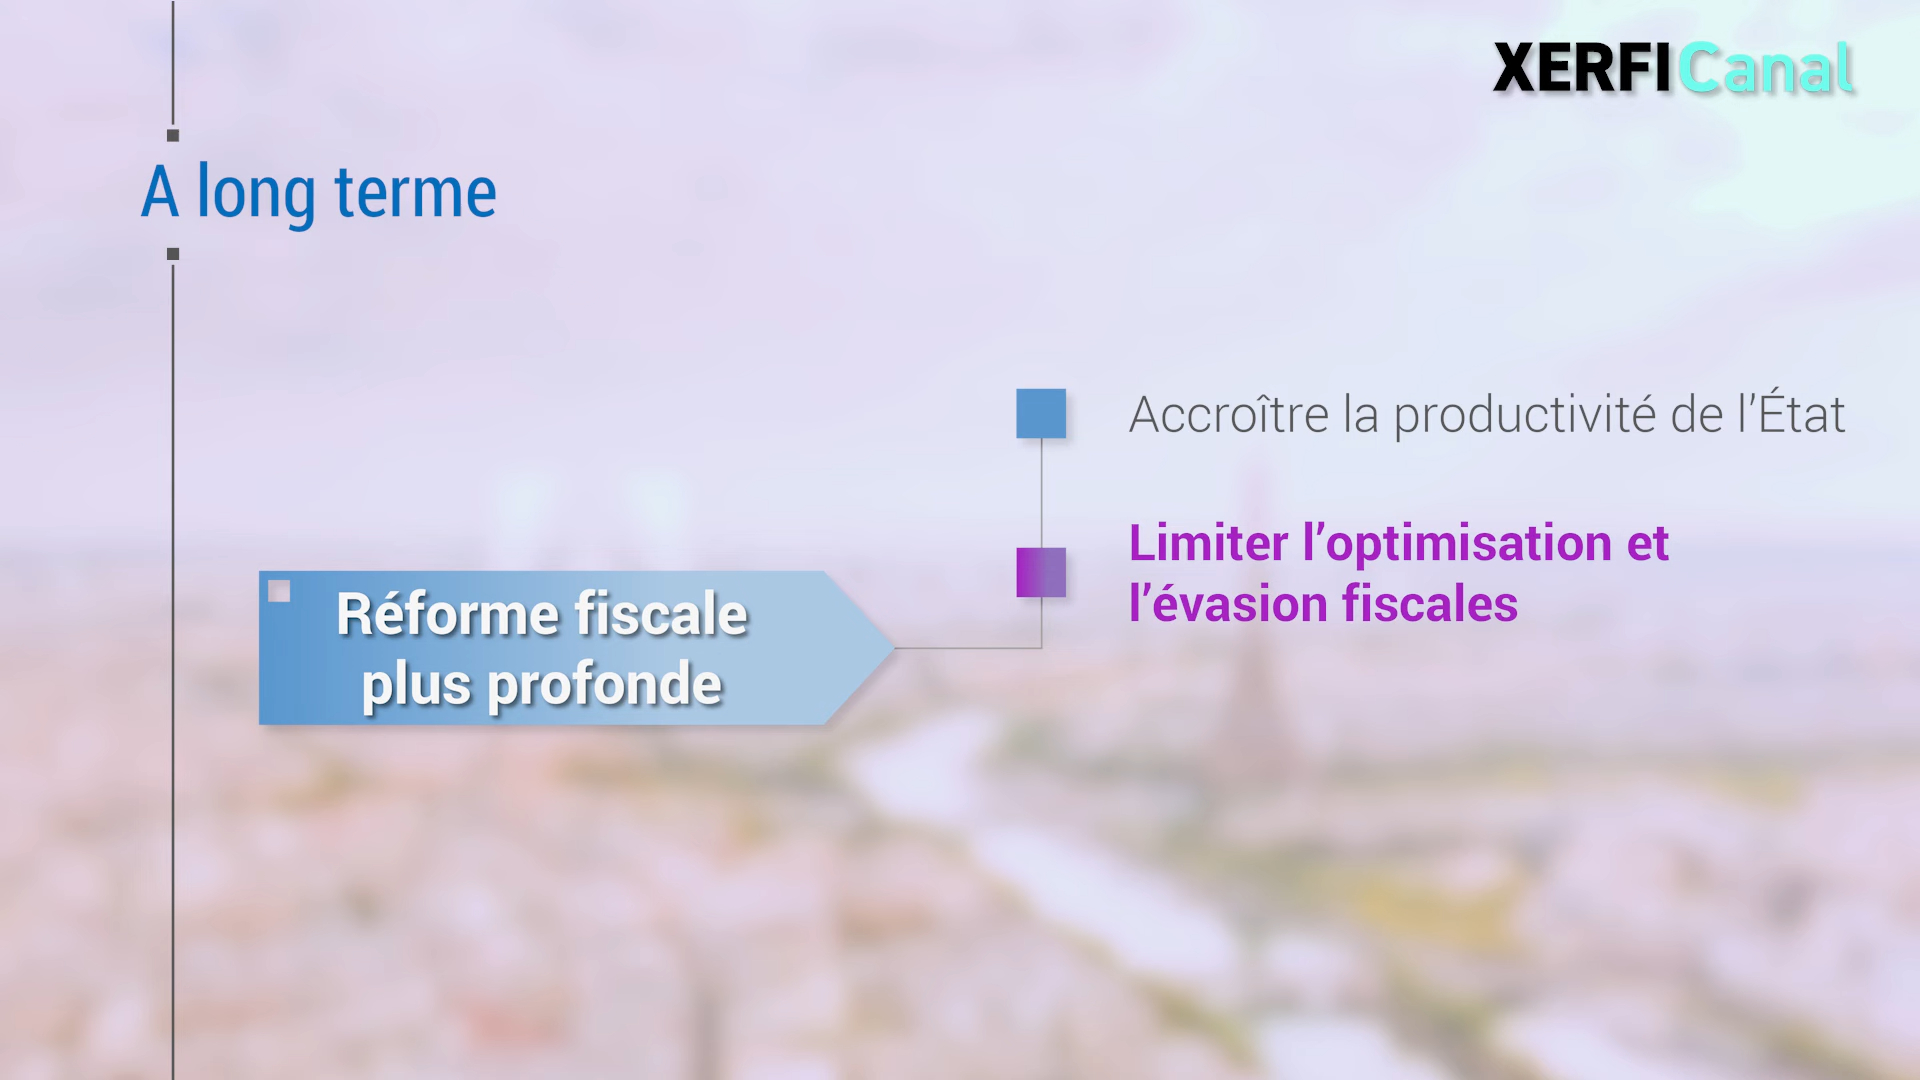 XERFI Canal
A long terme
Accroître la productivité de l'État
Limiter l'optimisation et
l'évasion fiscales
Réforme fiscale
plus profonde